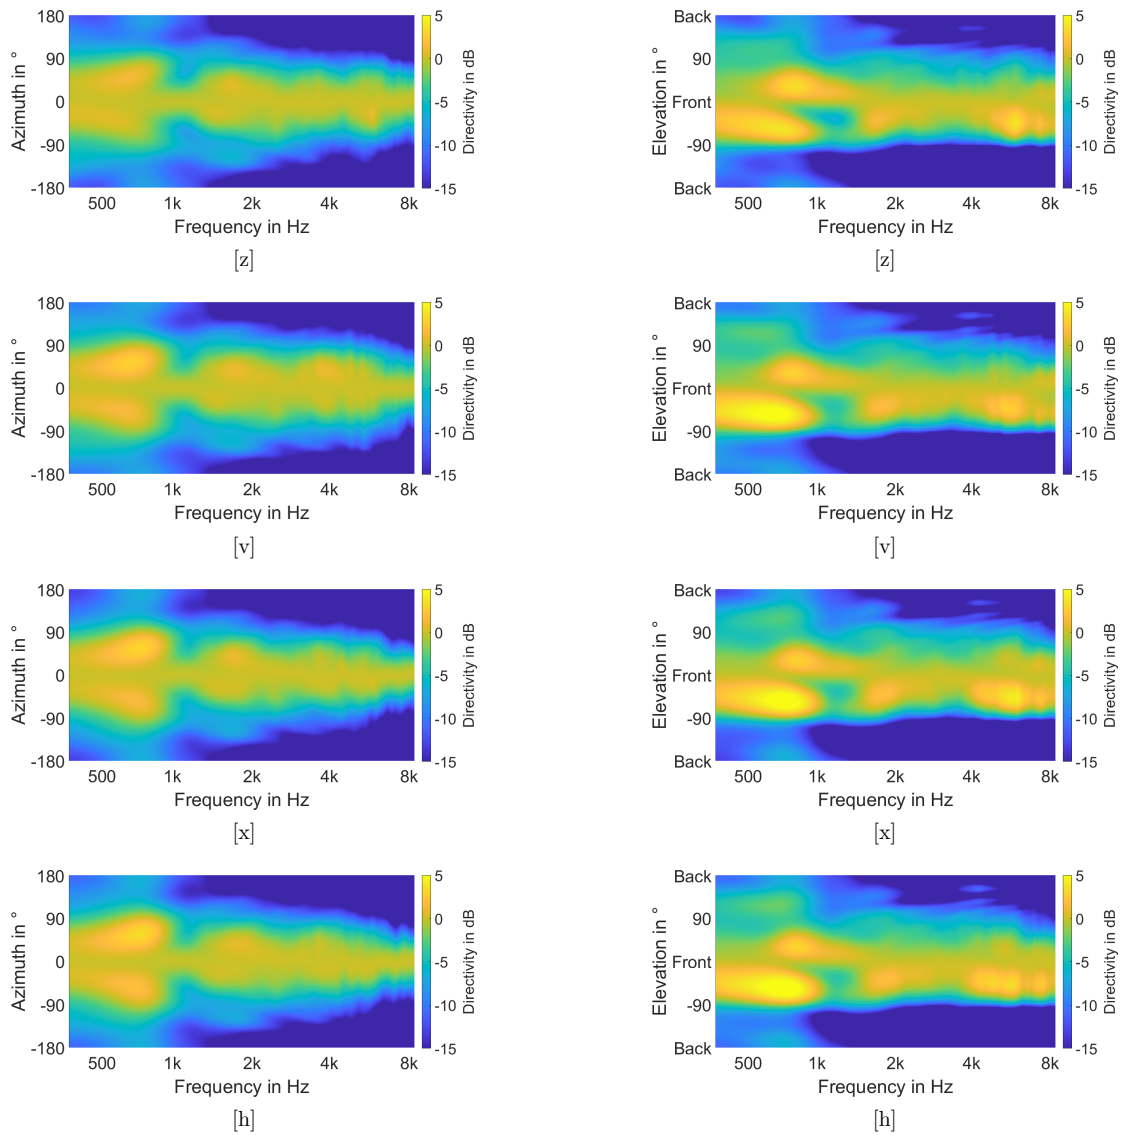 180
90
0
-90
-180
Azimuth in °
500 1k 2k 4k 8k
Frequency in Hz
5
0
-5
-10
-15
Directivity in dB
[z]
Back
90
Front
-90
Back
Elevation in °
500 1k 2k 4k 8k
Frequency in Hz
5
0
-5
-10
-15
Directivity in dB
[z]
180
90
0
-90
-180
Azimuth in °
500 1k 2k 4k 8k
Frequency in Hz
5
0
-5
-10
-15
Directivity in dB
[v]
Back
90
Front
-90
Back
Elevation in °
500 1k 2k 4k 8k
Frequency in Hz
5
0
-5
-10
-15
Directivity in dB
[v]
180
90
0
-90
-180
Azimuth in °
500 1k 2k 4k 8k
Frequency in Hz
5
0
-5
-10
-15
Directivity in dB
[x]
Back
90
Front
-90
Back
Elevation in °
500 1k 2k 4k 8k
Frequency in Hz
5
0
-5
-10
-15
Directivity in dB
[x]
180
90
0
-90
-180
Azimuth in °
500 1k 2k 4k 8k
Frequency in Hz
5
0
-5
-10
-15
Directivity in dB
[h]
Back
90
Front
-90
Back
Elevation in °
500 1k 2k 4k 8k
Frequency in Hz
5
0
-5
-10
-15
Directivity in dB
[h]